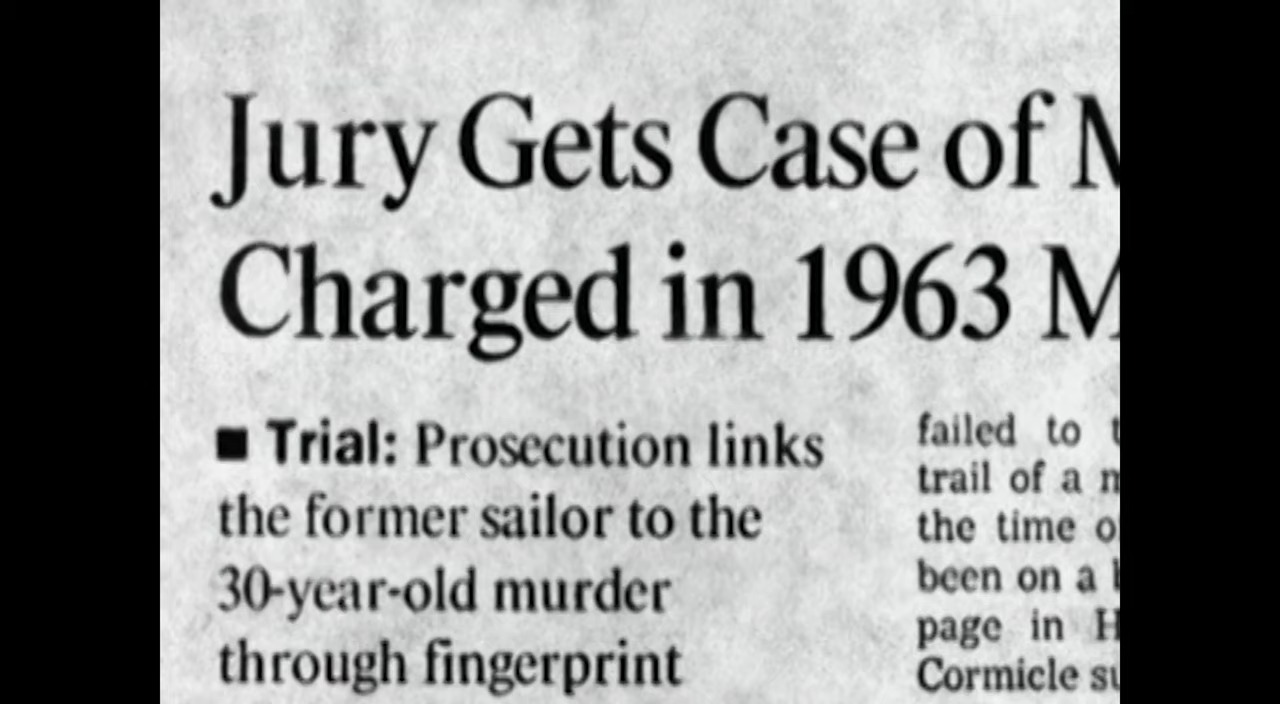 Jury Gets Case of M
Charged in 1963 M
■ Trial: Prosecution links
the former sailor to the
30-year-old murder
through fingerprint
failed to t
trail of a m
the time o
been on a
page in H
Cormicle su